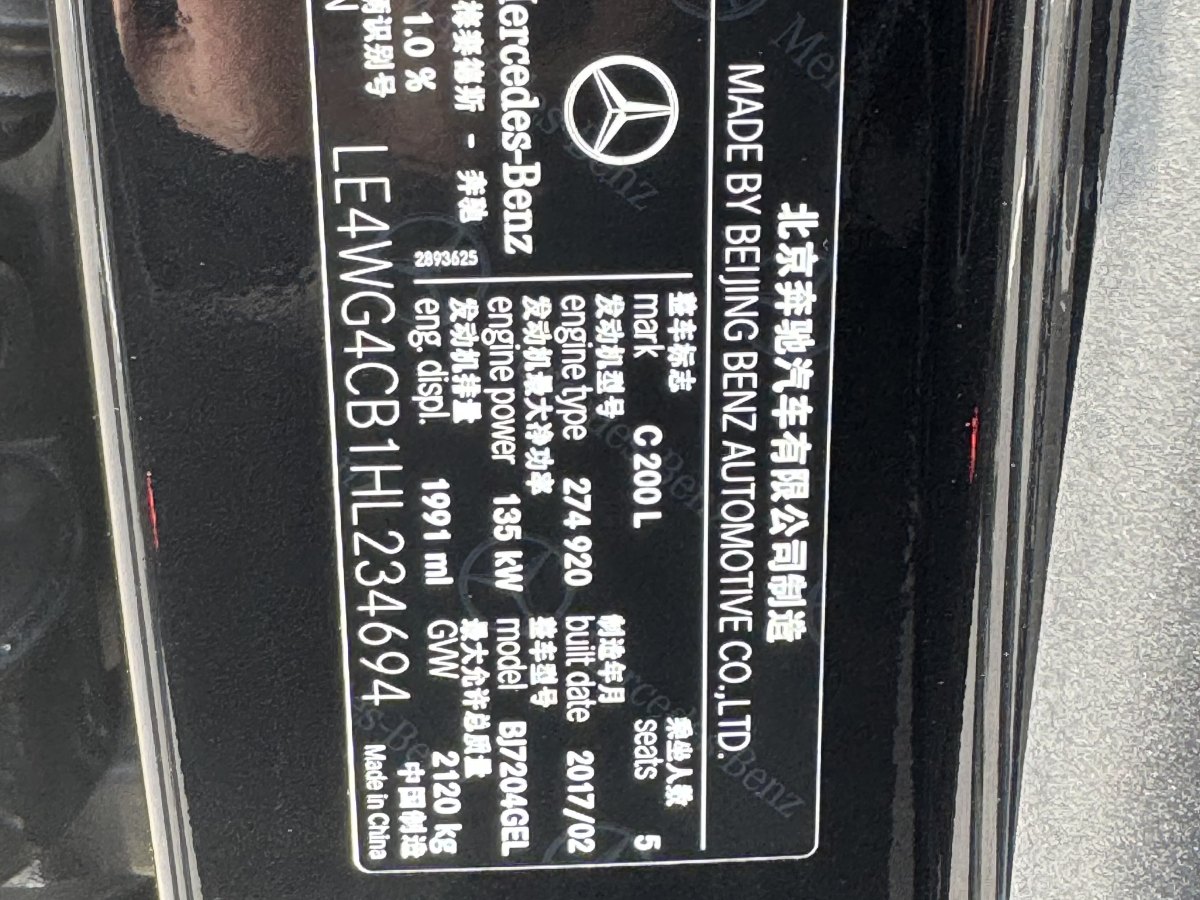 北京奔驰汽车有限公司制造
MADE BY BEIJING BENZ AUTOMOTIVE CO.,LTD.
整车标志 乘坐人数
mark C 200 L seats 5
发动机型号 制造年月
engine type 274 920 built date 2017/02
发动机最大净功率 整车型号
engine power 135 kW model BJ7204GEL
发动机排量 最大允许总质量
eng. displ. 1991 ml GVW 2120 kg
Mercedes-Benz
梅赛德斯 - 奔驰
2893625
1.0 %
识别号 中国制造
N LE4WG4CB1HL234694 Made in China